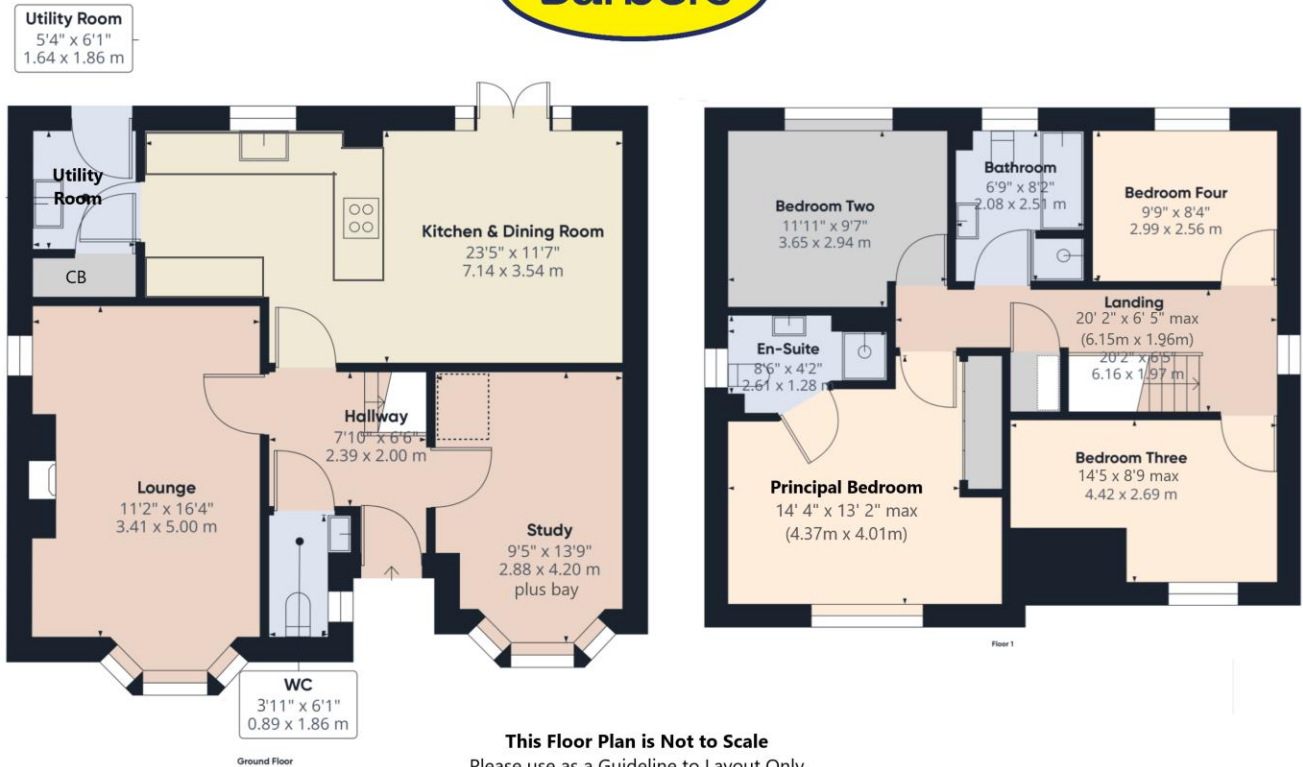 Barbers
Utility Room
5'4" x 6'1"
1.64 x 1.86 m
Utility
Room
CB
Kitchen & Dining Room
23'5" x 11'7"
7.14 x 3.54 m
Lounge
11'2" x 16'4"
3.41 x 5.00 m
Hallway
7'10" x 6'6"
2.39 x 2.00 m
Study
9'5" x 13'9"
2.88 x 4.20 m
plus bay
WC
3'11" x 6'1"
0.89 x 1.86 m
Ground Floor
Bedroom Two
11'11" x 9'7"
3.65 x 2.94 m
Bathroom
6'9" x 8'2"
2.08 x 2.51 m
Bedroom Four
9'9" x 8'4"
2.99 x 2.56 m
Landing
20' 2" x 6' 5" max
(6.15m x 1.96m)
20'2" x 6'5"
6.16 x 1.97 m
En-Suite
8'6" x 4'2"
2.61 x 1.28 m
Principal Bedroom
14' 4" x 13' 2" max
(4.37m x 4.01m)
Bedroom Three
14'5 x 8'9 max
4.42 x 2.69 m
Floor 1
This Floor Plan is Not to Scale
Please use as a Guideline to Layout Only